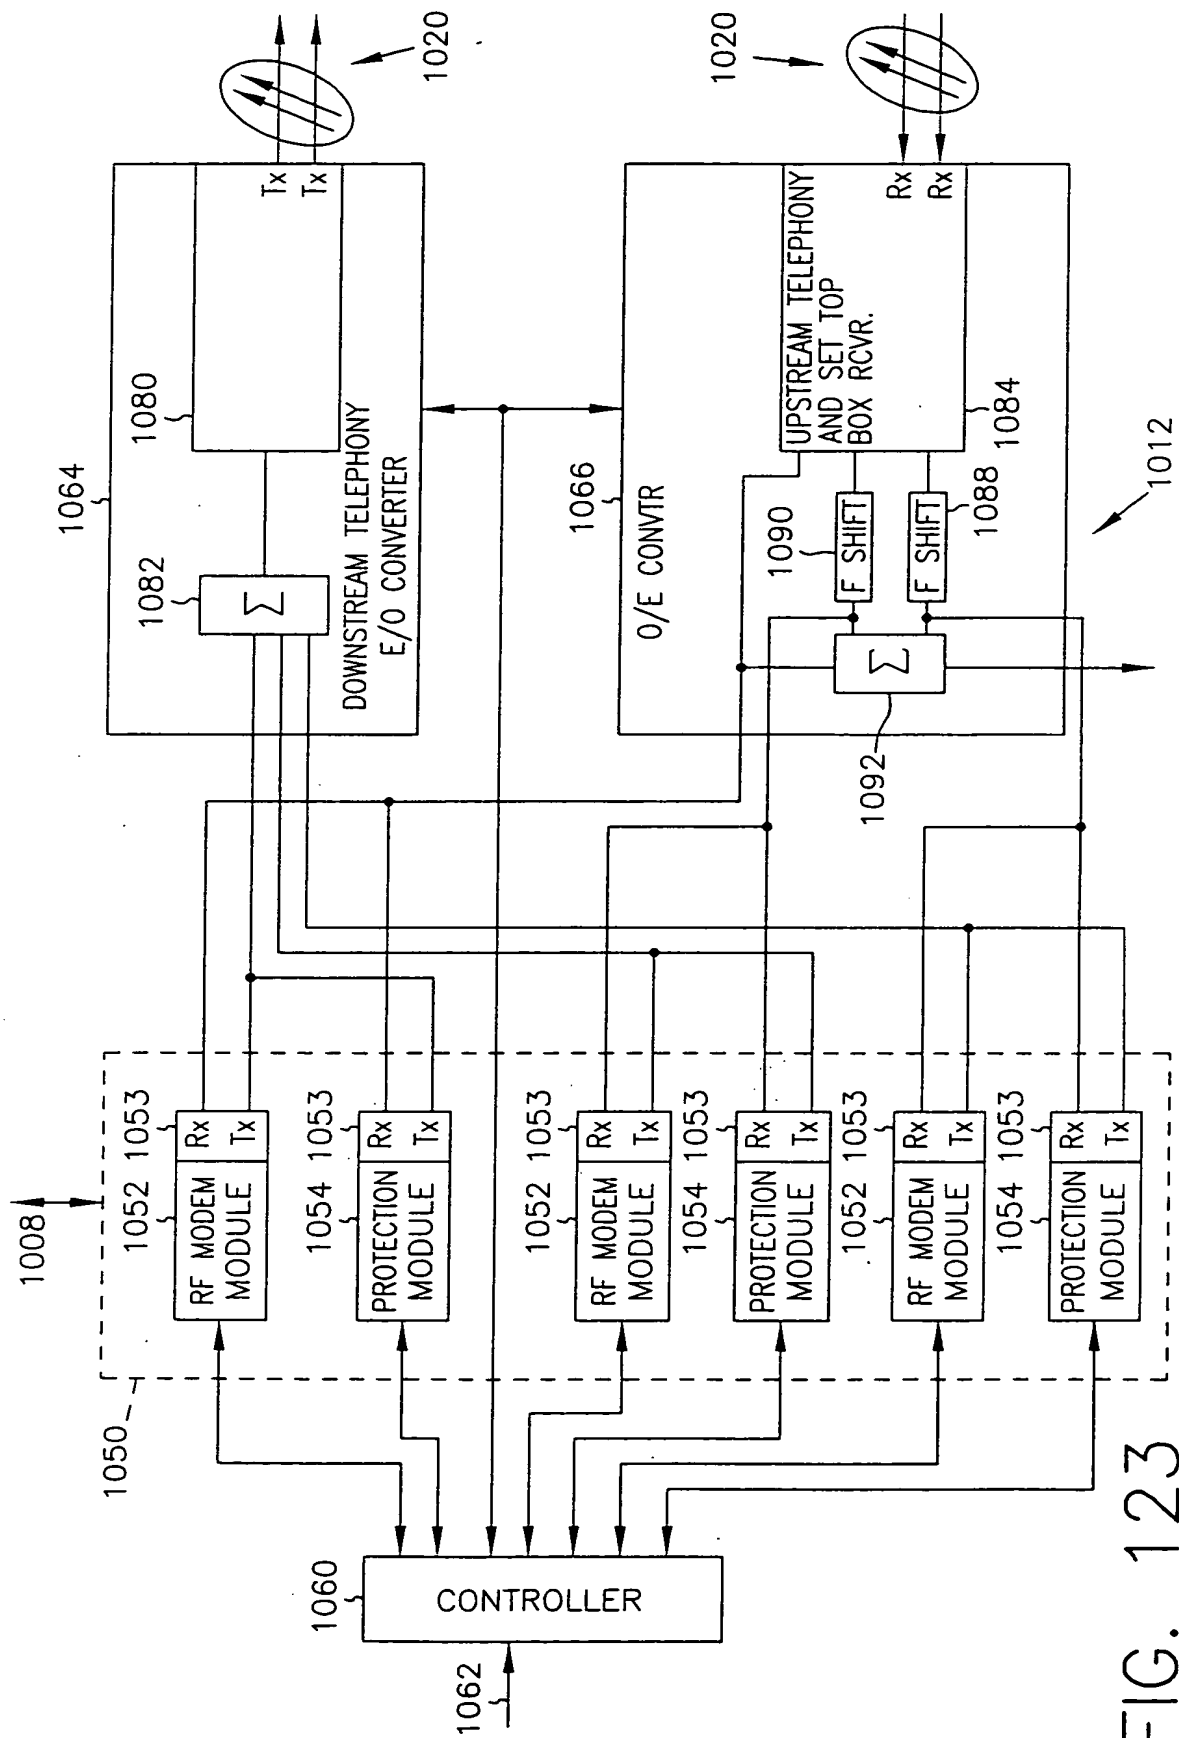 1008
1050
1052
1053
RF MODEM
MODULE
Rx
Tx
1054
1053
PROTECTION
MODULE
Rx
Tx
1052
1053
RF MODEM
MODULE
Rx
Tx
1054
1053
PROTECTION
MODULE
Rx
Tx
1052
1053
RF MODEM
MODULE
Rx
Tx
1054
1053
PROTECTION
MODULE
Rx
Tx
1060
CONTROLLER
1062
1064
1082
Σ
1080
DOWNSTREAM TELEPHONY
E/O CONVERTER
Tx
Tx
1020
1066
O/E CONVTR
1090
F SHIFT
F SHIFT
1088
Σ
1092
UPSTREAM TELEPHONY
AND SET TOP
BOX RCVR.
1084
Rx
Rx
1020
1012
FIG. 123